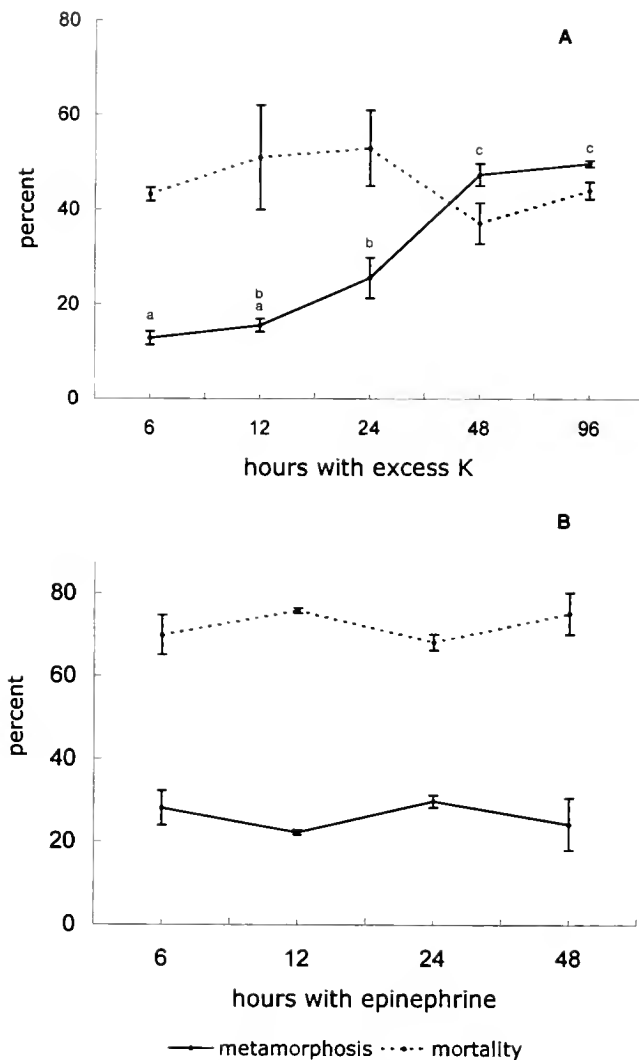 A
80
60
40
20
0
percent
a
b
a
b
c
c
6 12 24 48 96
hours with excess K
B
80
60
40
20
0
percent
6 12 24 48
hours with epinephrine
metamorphosis mortality